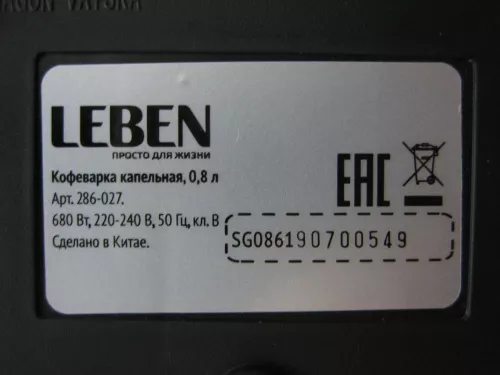 LEBEN
ПРОСТО ДЛЯ ЖИЗНИ
Кофеварка капельная, 0,8 л
Арт. 286-027.
680 Вт, 220-240 В, 50 Гц, кл. В
Сделано в Китае.
EAC
SG086190700549